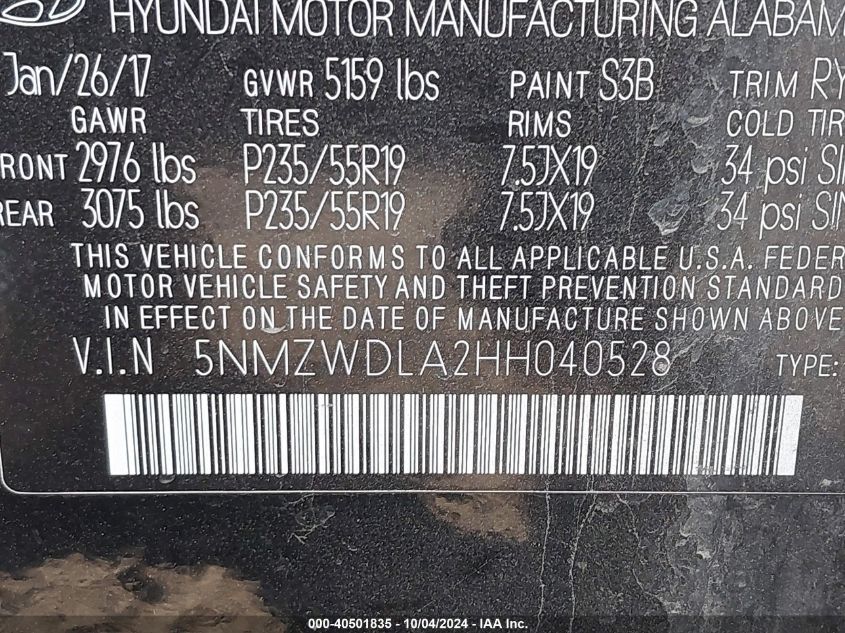 HYUNDAI MOTOR MANUFACTURING ALABAM
Jan/26/17 GVWR 5159 lbs PAINT S3B TRIM RY
GAWR TIRES RIMS COLD TIR
FRONT 2976 lbs P235/55R19 7.5JX19 34 psi SIN
REAR 3075 lbs P235/55R19 7.5JX19 34 psi SIN
THIS VEHICLE CONFORMS TO ALL APPLICABLE U.S.A. FEDER
MOTOR VEHICLE SAFETY AND THEFT PREVENTION STANDARD
IN EFFECT ON THE DATE OF MANUFACTURE SHOWN ABOVE
V.I.N 5NMZWDLA2HH040528 TYPE:
000-40501835 - 10/04/2024 - IAA Inc.